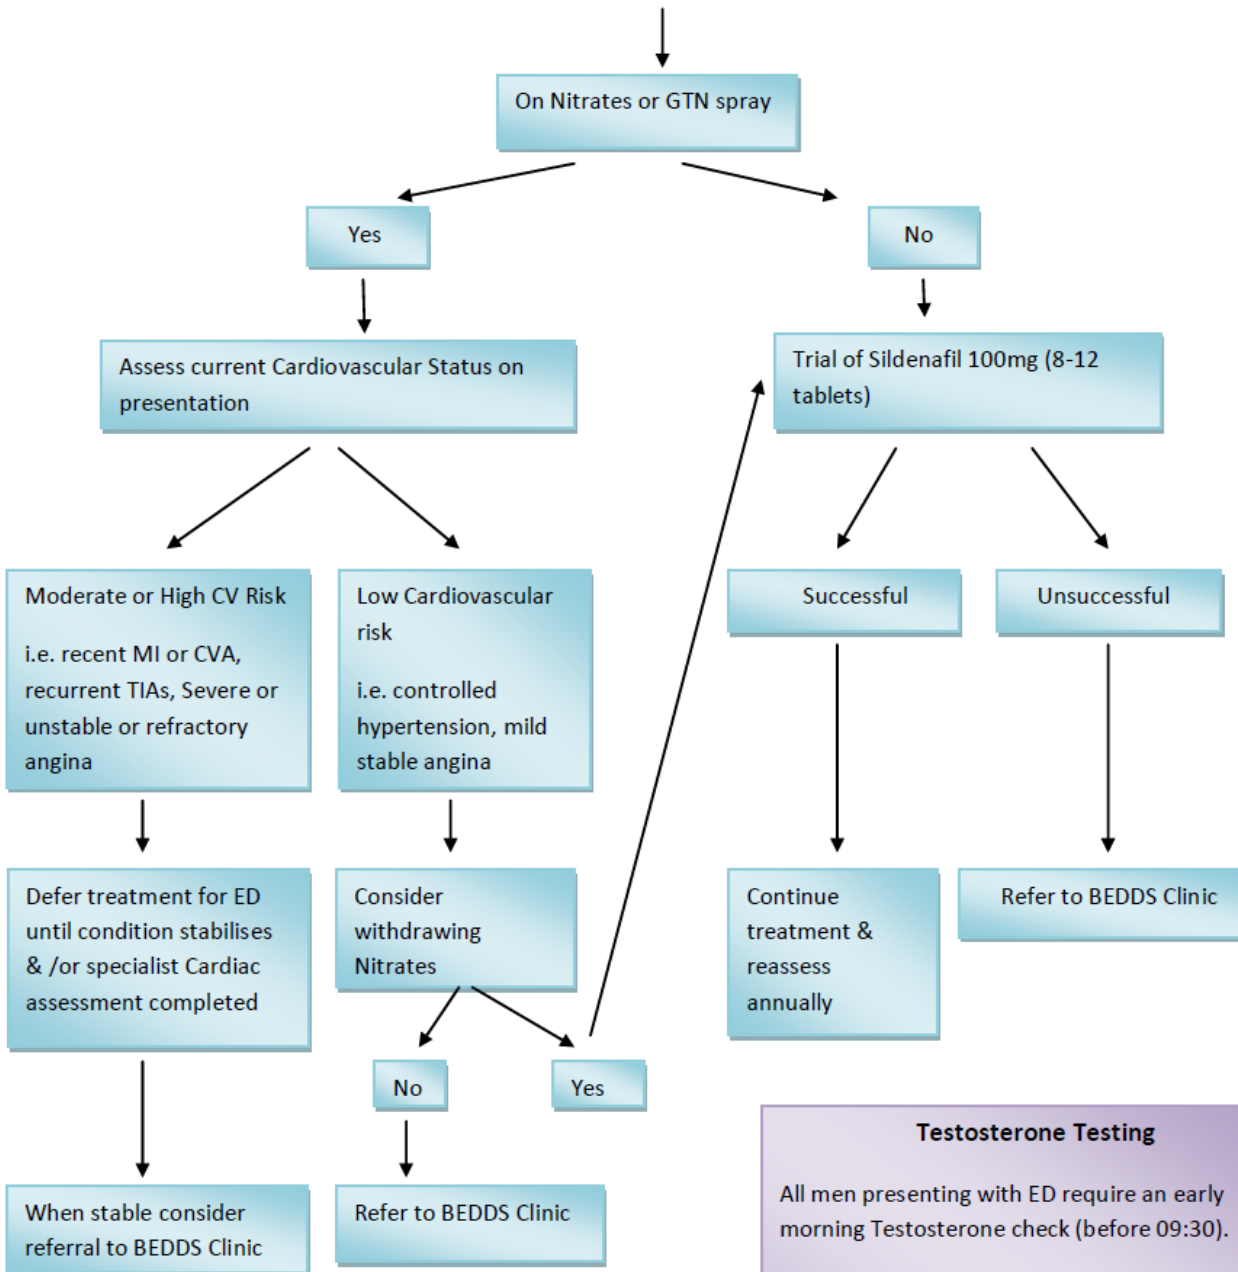 On Nitrates or GTN spray
Yes
No
Assess current Cardiovascular Status on
presentation
Trial of Sildenafil 100mg (8-12
tablets)
Moderate or High CV Risk
i.e. recent MI or CVA,
recurrent TIAs, Severe or
unstable or refractory
angina
Low Cardiovascular
risk
i.e. controlled
hypertension, mild
stable angina
Successful
Unsuccessful
Defer treatment for ED
until condition stabilises
& /or specialist Cardiac
assessment completed
Consider
withdrawing
Nitrates
Continue
treatment &
reassess
annually
Refer to BEDDS Clinic
No
Yes
When stable consider
referral to BEDDS Clinic
Refer to BEDDS Clinic
Testosterone Testing
All men presenting with ED require an early
morning Testosterone check (before 09:30).